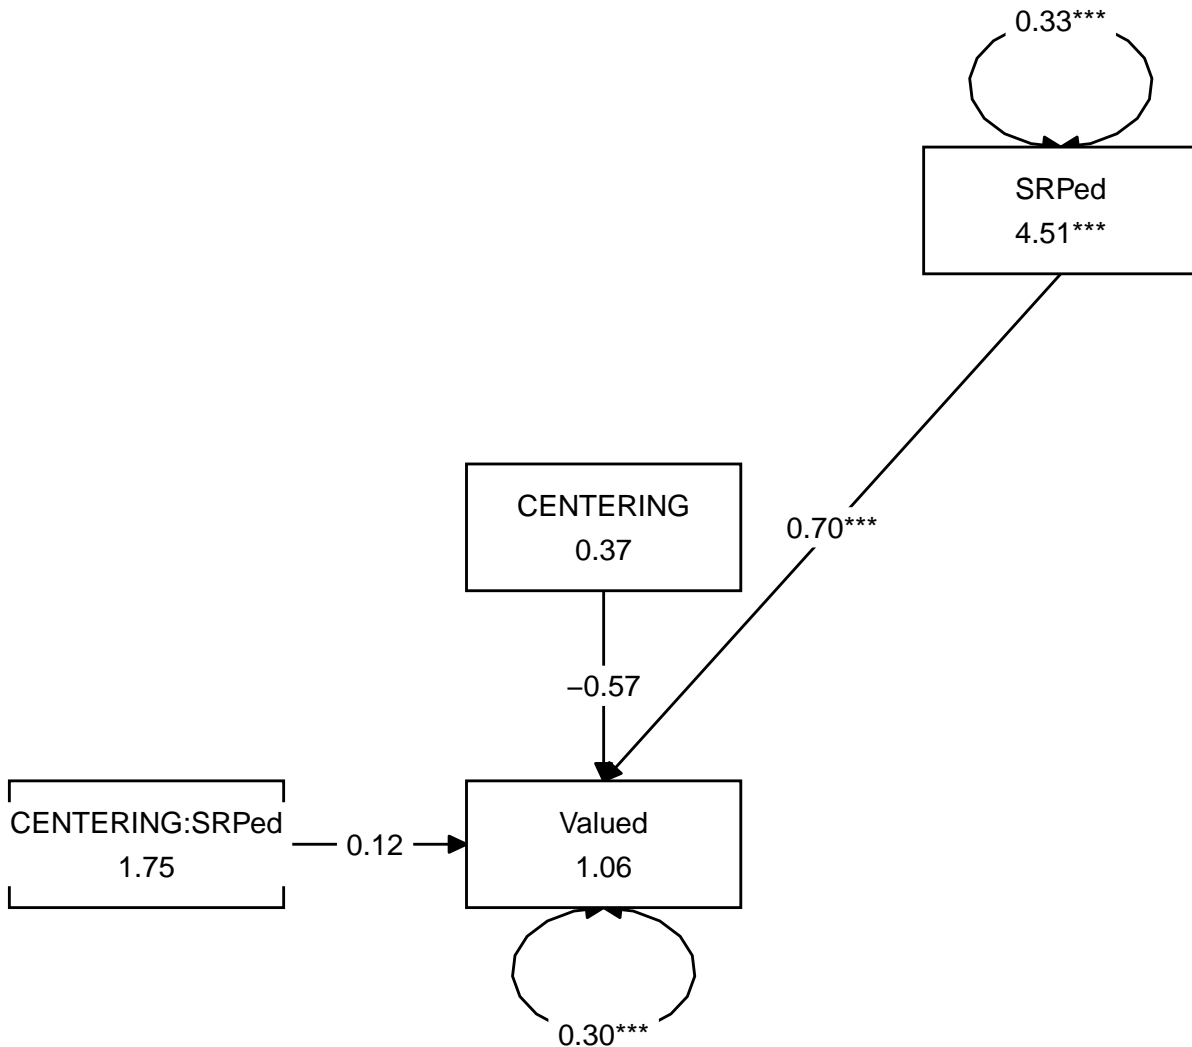 0.33***
SRPed
4.51***
CENTERING
0.37
0.70***
−0.57
CENTERING:SRPed
1.75
0.12
Valued
1.06
0.30***